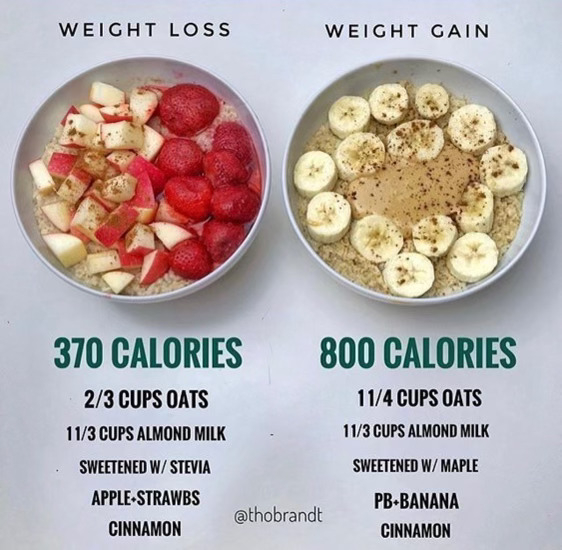 WEIGHT LOSS
WEIGHT GAIN
370 CALORIES
2/3 CUPS OATS
11/3 CUPS ALMOND MILK
SWEETENED W/ STEVIA
APPLE+STRAWBS
CINNAMON
800 CALORIES
11/4 CUPS OATS
11/3 CUPS ALMOND MILK
SWEETENED W/ MAPLE
PB+BANANA
CINNAMON
@thobrandt